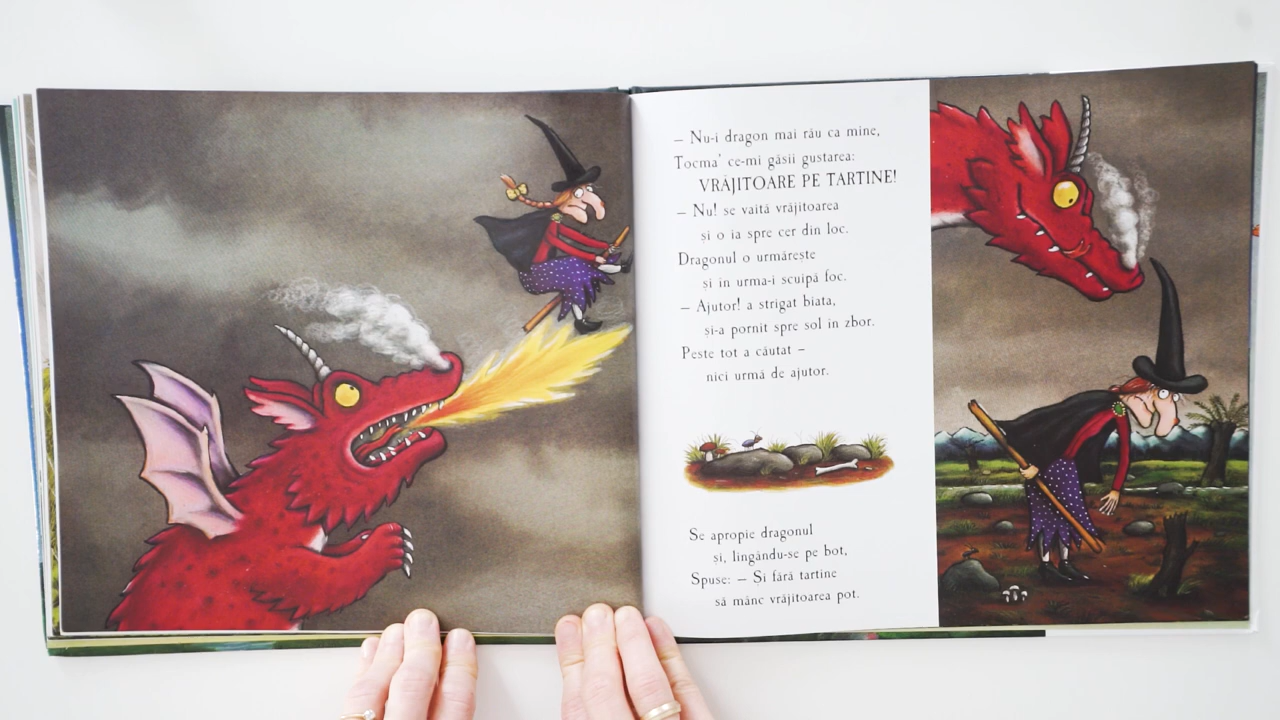 – Nu-i dragon mai rău ca mine,
Tocma' ce-mi găsii gustarea:
VRĂJITOARE PE TARTINE!
– Nu! se vaită vrăjitoarea
și o ia spre cer din loc.
Dragonul o urmărește
și în urma-i scuipă foc.
– Ajutor! a strigat biata,
și-a pornit spre sol în zbor.
Peste tot a căutat –
nici urmă de ajutor.
Se apropie dragonul
și, lingându-se pe bot,
Spuse: – Și fără tartine
să mănc vrăjitoarea pot.